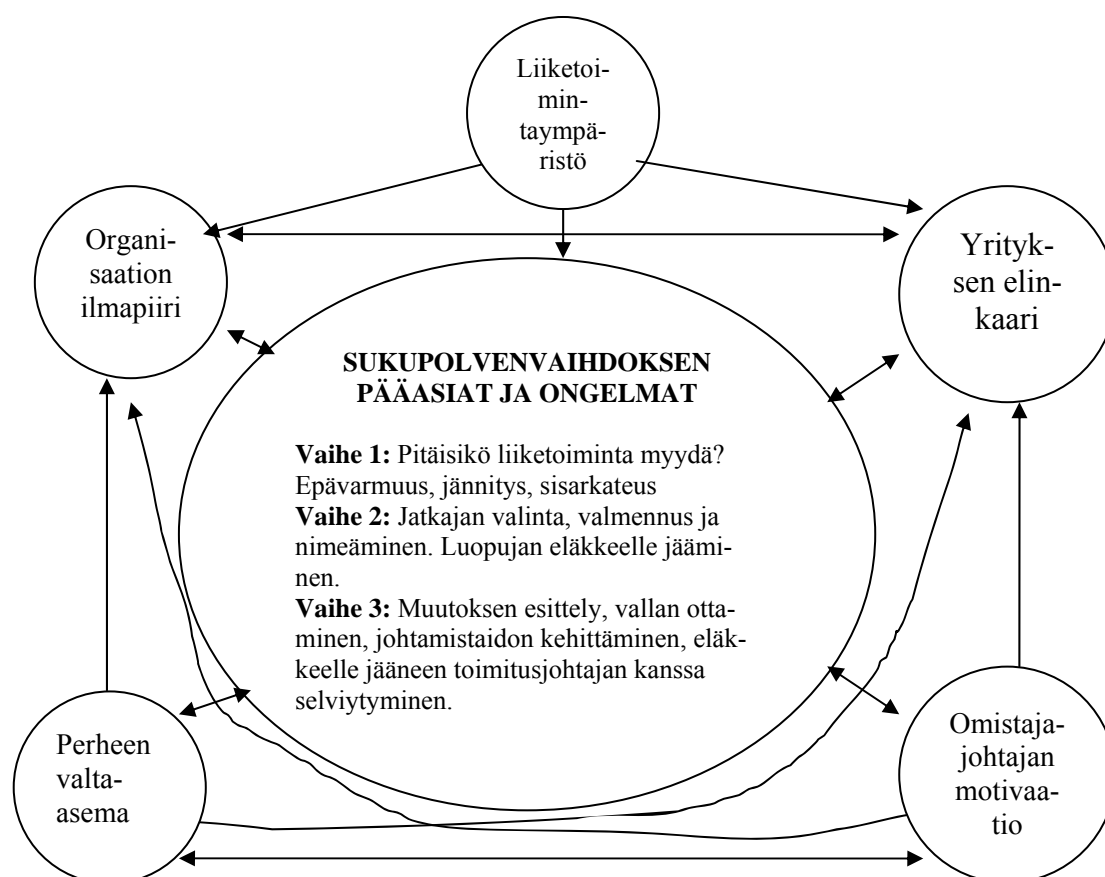 Liiketoi-
min-
taympä-
ristö
Organi-
saation
ilmapiiri
Yrityk-
sen elin-
kaari
SUKUPOLVENVAIHDOKSEN
PÄÄASIAT JA ONGELMAT
Vaihe 1: Pitäisikö liiketoiminta myydä?
Epävarmuus, jännitys, sisarkateus
Vaihe 2: Jatkajan valinta, valmennus ja
nimeäminen. Luopujan eläkkeelle jäämi-
nen.
Vaihe 3: Muutoksen esittely, vallan otta-
minen, johtamistaidon kehittäminen, eläk-
keelle jääneen toimitusjohtajan kanssa
selviytyminen.
Perheen
valta-
asema
Omistaja-
johtajan
motivaa-
tio